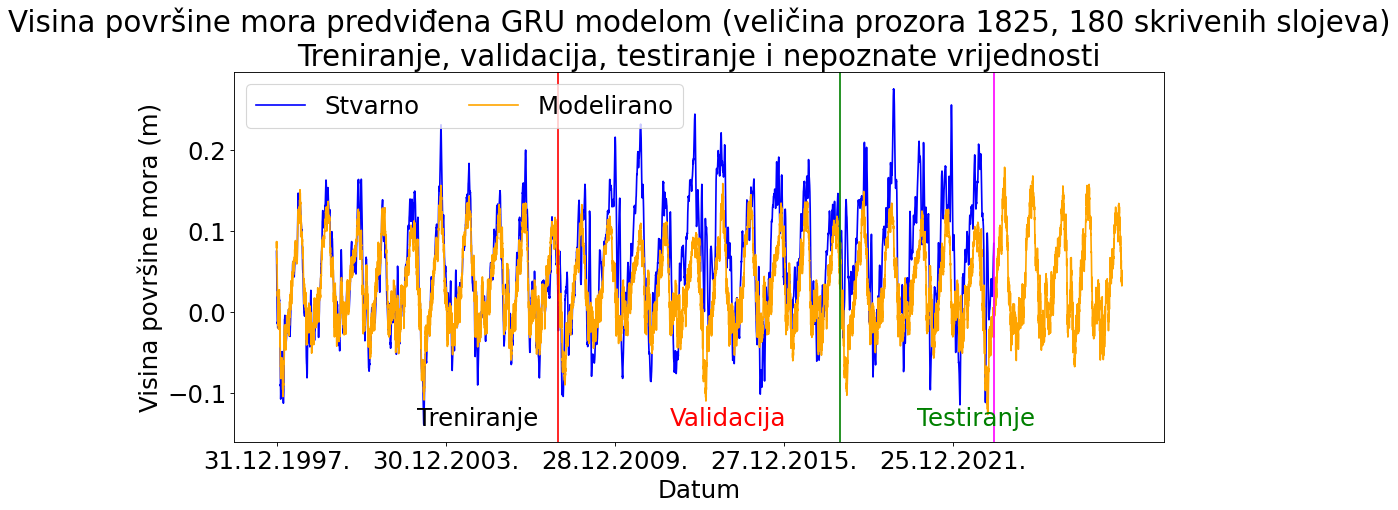 Visina površine mora predviđena GRU modelom (veličina prozora 1825, 180 skrivenih slojeva)
Treniranje, validacija, testiranje i nepoznate vrijednosti
Stvarno Modelirano
Visina površine mora (m)
0.2
0.1
0.0
−0.1
Treniranje Validacija Testiranje
31.12.1997. 30.12.2003. 28.12.2009. 27.12.2015. 25.12.2021.
Datum